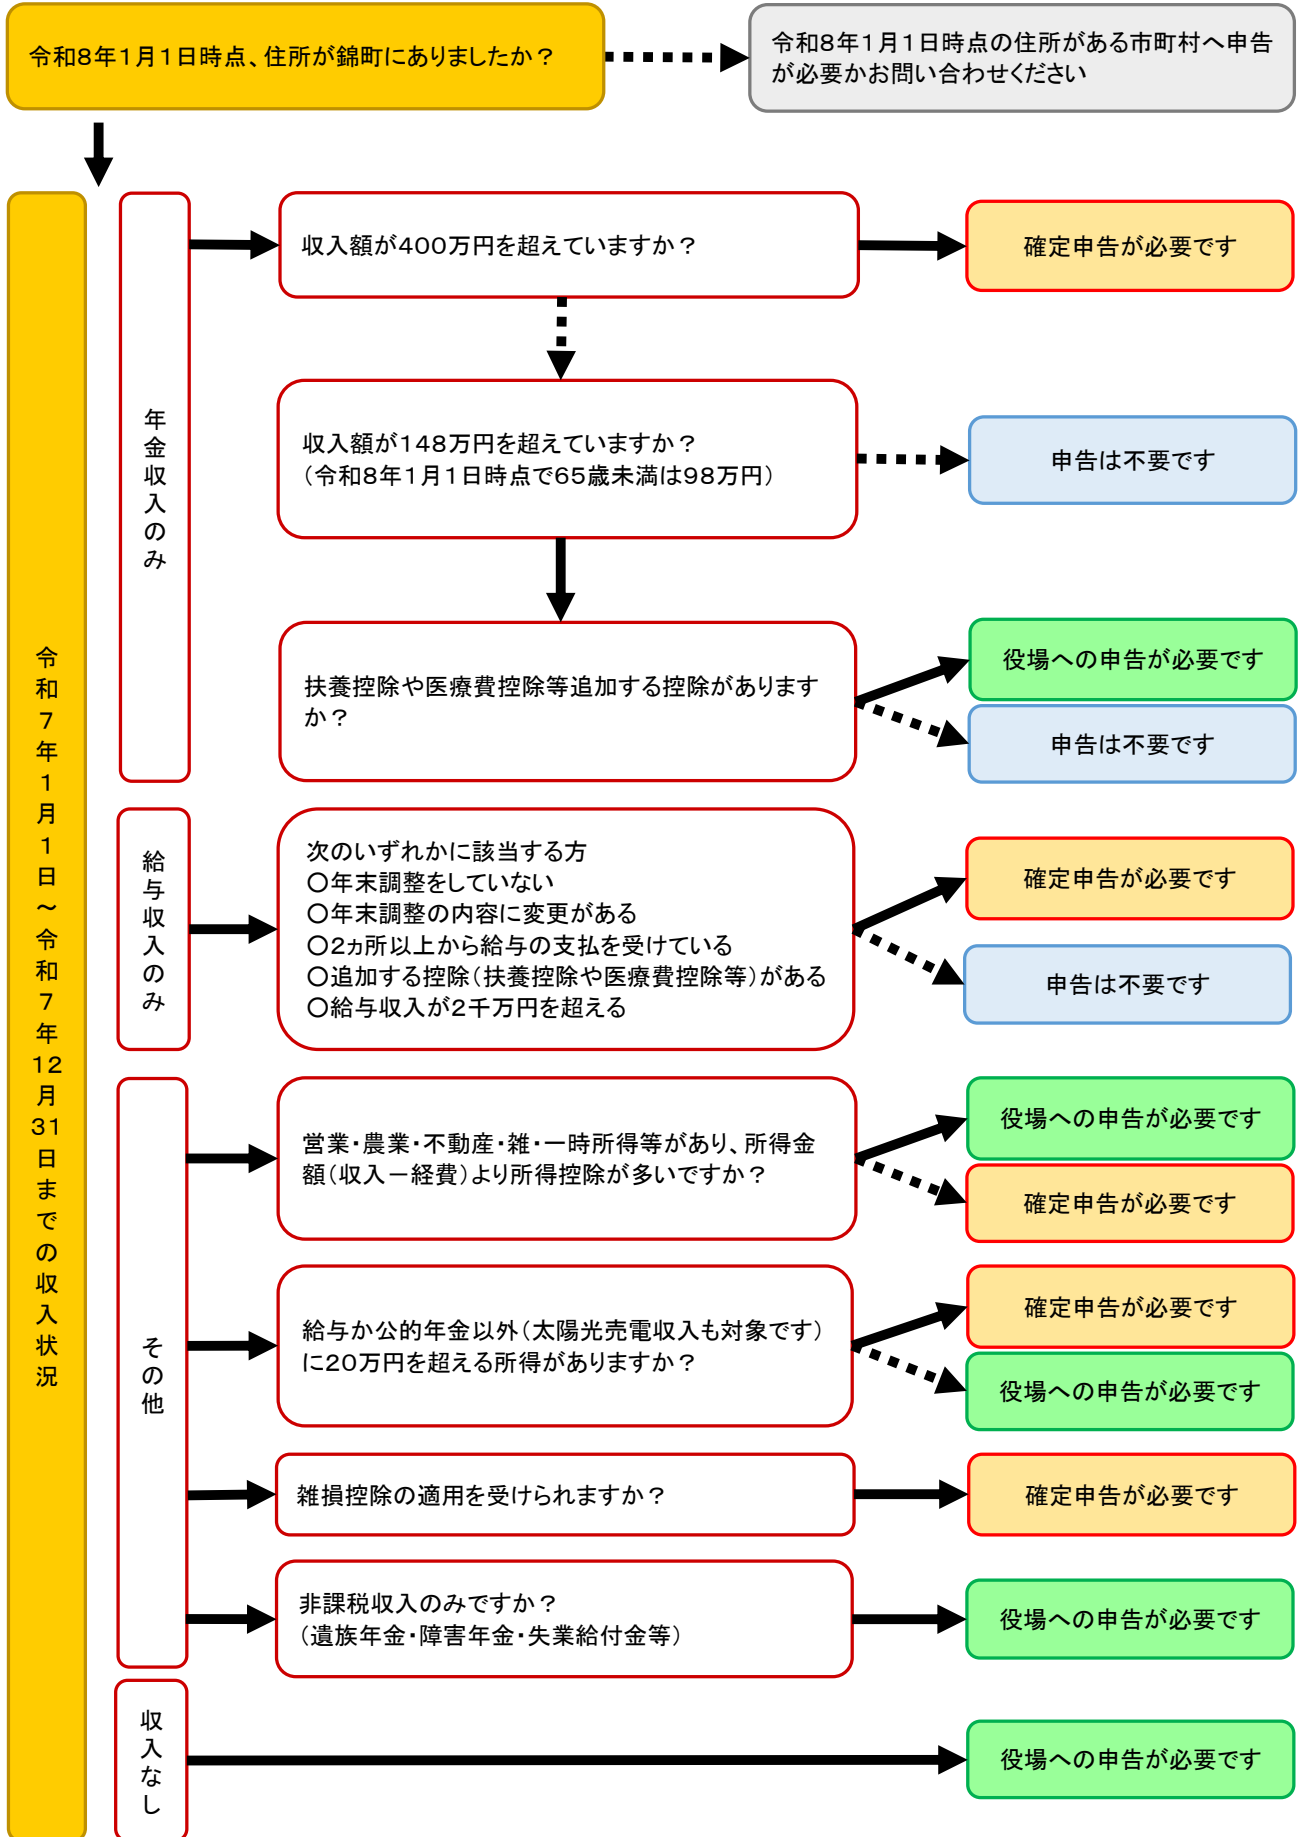 令和8年1月1日時点、住所が錦町にありましたか？
令和8年1月1日時点の住所がある市町村へ申告
が必要かお問い合わせください
令和7年1月1日～令和7年12月31日までの収入状況
年金収入のみ
収入額が400万円を超えていますか？
確定申告が必要です
収入額が148万円を超えていますか？
（令和8年1月1日時点で65歳未満は98万円）
申告は不要です
扶養控除や医療費控除等追加する控除があります
か？
役場への申告が必要です
申告は不要です
給与収入のみ
次のいずれかに該当する方
○年末調整をしていない
○年末調整の内容に変更がある
○2ヵ所以上から給与の支払を受けている
○追加する控除（扶養控除や医療費控除等）がある
○給与収入が2千万円を超える
確定申告が必要です
申告は不要です
その他
営業・農業・不動産・雑・一時所得等があり、所得金
額（収入－経費）より所得控除が多いですか？
役場への申告が必要です
確定申告が必要です
給与か公的年金以外（太陽光売電収入も対象です）
に20万円を超える所得がありますか？
確定申告が必要です
役場への申告が必要です
雑損控除の適用を受けられますか？
確定申告が必要です
非課税収入のみですか？
（遺族年金・障害年金・失業給付金等）
役場への申告が必要です
収入なし
役場への申告が必要です